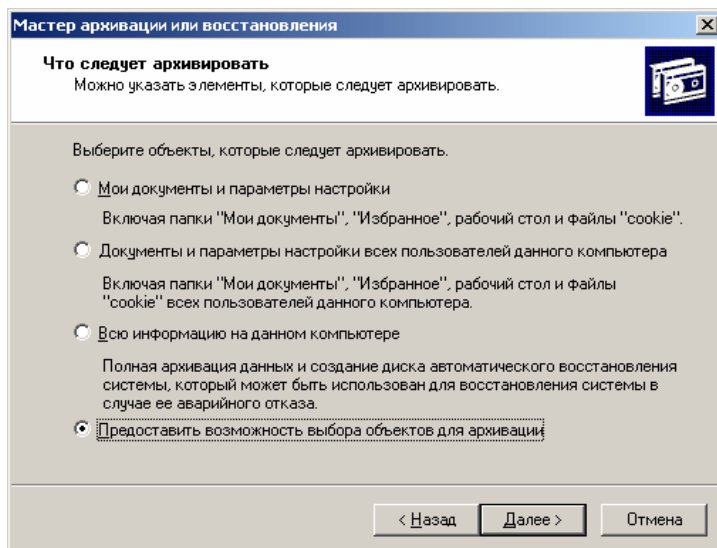 Мастер архивации или восстановления
Что следует архивировать
Можно указать элементы, которые следует архивировать.
Выберите объекты, которые следует архивировать.
Мои документы и параметры настройки
Включая папки "Мои документы", "Избранное", рабочий стол и файлы "cookie".
Документы и параметры настройки всех пользователей данного компьютера
Включая папки "Мои документы", "Избранное", рабочий стол и файлы
"cookie" всех пользователей данного компьютера.
Всю информацию на данном компьютере
Полная архивация данных и создание диска автоматического восстановления
системы, который может быть использован для восстановления системы в
случае ее аварийного отказа.
Предоставить возможность выбора объектов для архивации
< Назад Далее > Отмена